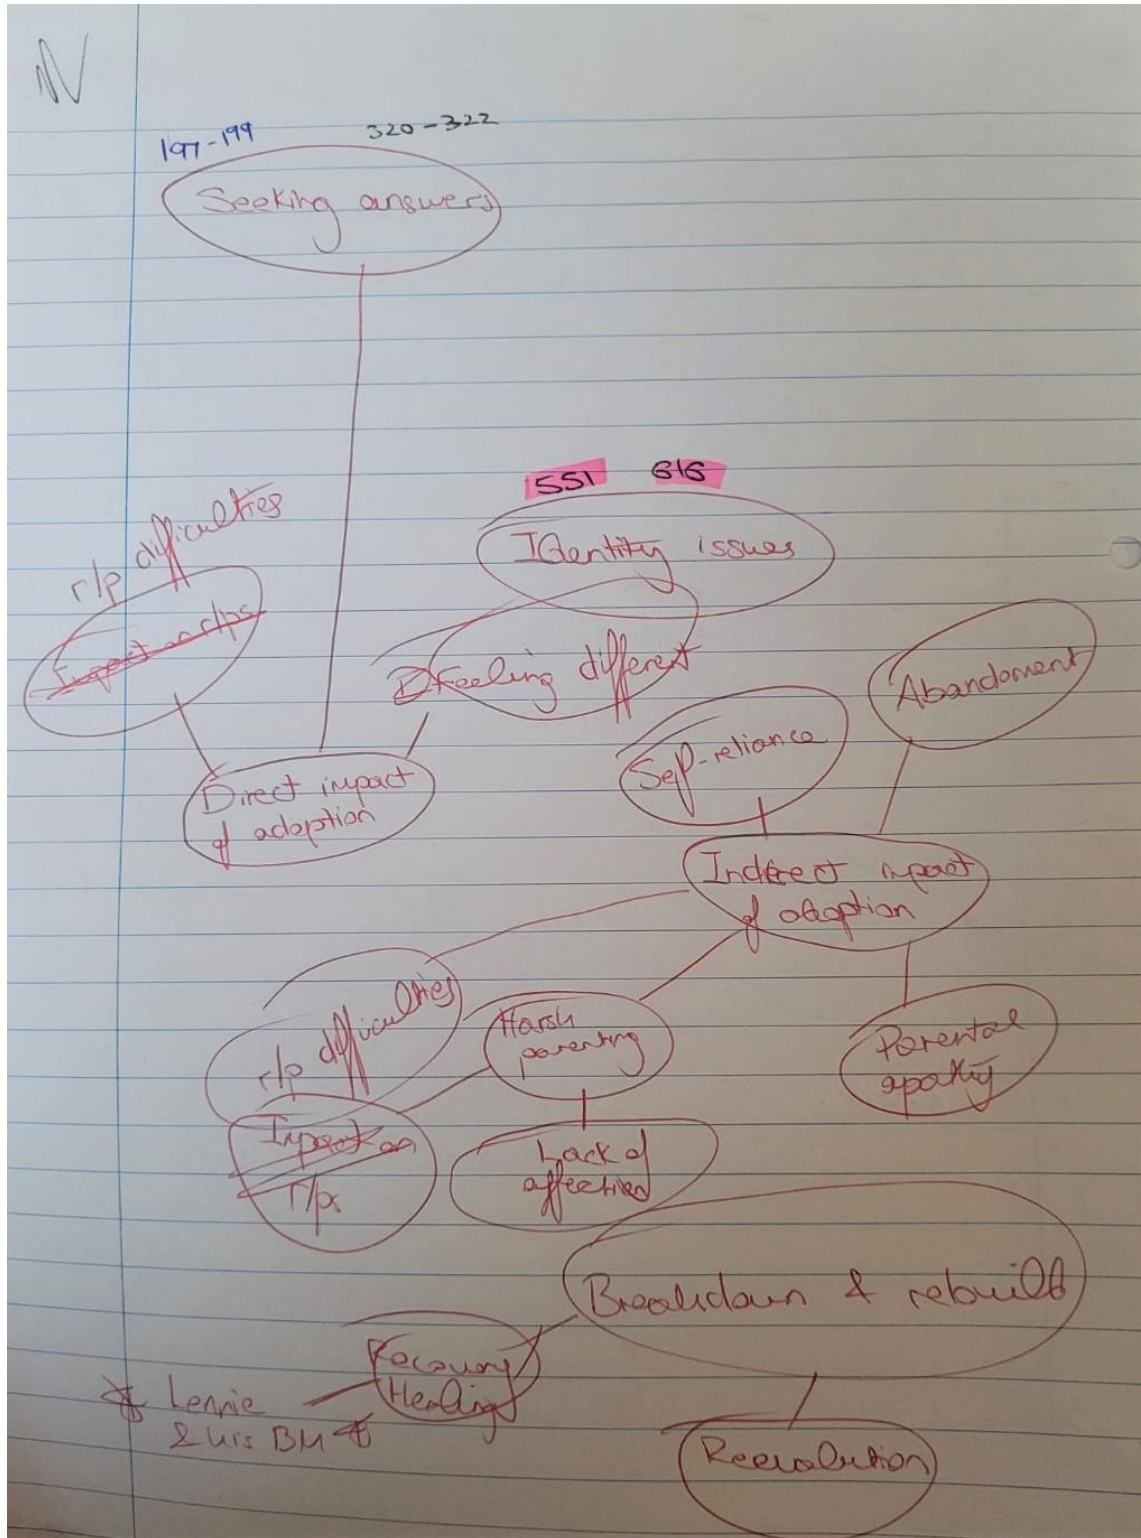 197-199
320-322
Seeking answers
551
616
Identity issues
r/p difficulties
Impact on r/ps
Feeling different
Abandoment
Self-reliance
Direct impact
of adoption
Indirect impact
of adoption
r/p difficulties
Harsh
parenting
Parental
apathy
Impact on
r/ps
Lack of
affection
Breakdown & rebuild
Recovery
Healing
Lennie
& his BM
Reevalution